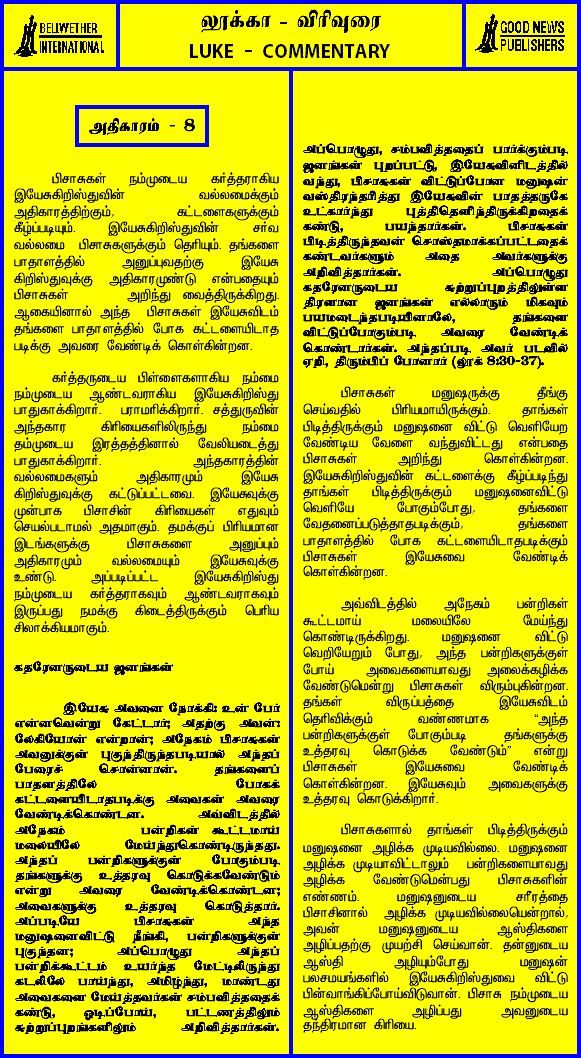 BELWETHER
INTERNATIONAL
லூக்கா - விரிவுரை
LUKE - COMMENTARY
GOOD NEWS
PUBLISHERS
அதிகாரம் - 8
பிசாசுகள் நம்முடைய கர்த்தராகிய
இயேசுகிறிஸ்துவின் வல்லமைக்கும்
அதிகாரத்திற்கும், கட்டளைகளுக்கும்
கீழ்ப்படியும். இயேசுகிறிஸ்துவின் சர்வ
வல்லமை பிசாசுகளுக்கும் தெரியும். தங்களை
பாதாளத்தில் அனுப்புவதற்கு இயேசு
கிறிஸ்துவுக்கு அதிகாரமுண்டு என்பதையும்
பிசாசுகள் அறிந்து வைத்திருக்கிறது.
ஆகையினால் அந்த பிசாசுகள் இயேசுவிடம்
தங்களை பாதாளத்தில் போக கட்டளையிடாத
படிக்கு அவரை வேண்டிக் கொள்கின்றன.
கர்த்தருடைய பிள்ளைகளாகிய நம்மை
நம்முடைய ஆண்டவராகிய இயேசுகிறிஸ்து
பாதுகாக்கிறார். பராமரிக்கிறார். சத்துருவின்
அந்தகார கிரியைகளிலிருந்து நம்மை
தம்முடைய இரத்தத்தினால் வேலியடைத்து
பாதுகாக்கிறார். அந்தகாரத்தின்
வல்லமைகளும் அதிகாரமும் இயேசு
கிறிஸ்துவுக்கு கட்டுப்பட்டவை. இயேசுவுக்கு
முன்பாக பிசாசின் கிரியைகள் எதுவும்
செயல்படாமல் அதமாகும். தமக்குப் பிரியமான
இடங்களுக்கு பிசாசுகளை அனுப்பும்
அதிகாரமும் வல்லமையும் இயேசுவுக்கு
உண்டு. அப்படிப்பட்ட இயேசுகிறிஸ்து
நம்முடைய கர்த்தராகவும் ஆண்டவராகவும்
இருப்பது நமக்கு கிடைத்திருக்கும் பெரிய
சிலாக்கியமாகும்.
கதரேனருடைய ஜனங்கள்
இயேசு அவனை நோக்கி: உன் பேர்
என்னவென்று கேட்டார்; அதற்கு அவன்:
லேகியோன் என்றான்; அநேகம் பிசாசுகள்
அவனுக்குள் புகுந்திருந்தபடியால் அந்தப்
பேரைச் சொன்னான். தங்களைப்
பாதாளத்திலே போகக்
கட்டளையிடாதபடிக்கு அவைகள் அவரை
வேண்டிக்கொண்டன. அவ்விடத்தில்
அநேகம் பன்றிகள் கூட்டமாய்
மலையிலே மேய்ந்துகொண்டிருந்தது.
அந்தப் பன்றிகளுக்குள் போகும்படி,
தங்களுக்கு உத்தரவு கொடுக்கவேண்டும்
என்று அவரை வேண்டிக்கொண்டன;
அவைகளுக்கு உத்தரவு கொடுத்தார்.
அப்படியே பிசாசுகள் அந்த
மனுஷனைவிட்டு நீங்கி, பன்றிகளுக்குள்
புகுந்தன; அப்பொழுது அந்தப்
பன்றிக்கூட்டம் உயர்ந்த மேட்டிலிருந்து
கடலிலே பாய்ந்து, அமிழ்ந்து, மாண்டது
அவைகளை மேய்த்தவர்கள் சம்பவித்ததைக்
கண்டு, ஓடிப்போய், பட்டணத்திலும்
சுற்றுப்புறங்களிலும் அறிவித்தார்கள்.
அப்பொழுது, சம்பவித்ததைப் பார்க்கும்படி
ஜனங்கள் புறப்பட்டு, இயேசுவினிடத்தில்
வந்து, பிசாசுகள் விட்டுப்போன மனுஷன்
வஸ்திரந்தரித்து இயேசுவின் பாதத்தருகே
உட்கார்ந்து புத்திதெளிந்திருக்கிறதைக்
கண்டு, பயந்தார்கள். பிசாசுகள்
பிடித்திருந்தவன் சொஸ்தமாக்கப்பட்டதைக்
கண்டவர்களும் அதை அவர்களுக்கு
அறிவித்தார்கள். அப்பொழுது
கதரேனருடைய சுற்றுப்புறத்திலுள்ள
திரளான ஜனங்கள் எல்லாரும் மிகவும்
பயமடைந்தபடியினாலே, தங்களை
விட்டுப்போகும்படி அவரை வேண்டிக்
கொண்டார்கள். அந்தப்படி அவர் படவில்
ஏறி, திரும்பிப் போனார் (லூக் 8:30-37).
பிசாசுகள் மனுஷருக்கு தீங்கு
செய்வதில் பிரியமாயிருக்கும். தாங்கள்
பிடித்திருக்கும் மனுஷனை விட்டு வெளியேற
வேண்டிய வேளை வந்துவிட்டது என்பதை
பிசாசுகள் அறிந்து கொள்கின்றன.
இயேசுகிறிஸ்துவின் கட்டளைக்கு கீழ்ப்படிந்து
தாங்கள் பிடித்திருக்கும் மனுஷனைவிட்டு
வெளியே போகும்போது, தங்களை
வேதனைப்படுத்தாதபடிக்கும், தங்களை
பாதாளத்தில் போக கட்டளையிடாதபடிக்கும்
பிசாசுகள் இயேசுவை வேண்டிக்
கொள்கின்றன.
அவ்விடத்தில் அநேகம் பன்றிகள்
கூட்டமாய் மலையிலே மேய்ந்து
கொண்டிருக்கிறது. மனுஷனை விட்டு
வெறியேறும் போது, அந்த பன்றிகளுக்குள்
போய் அவைகளையாவது அலைக்கழிக்க
வேண்டுமென்று பிசாசுகள் விரும்புகின்றன.
தங்கள் விருப்பத்தை இயேசுவிடம்
தெரிவிக்கும் வண்ணமாக "அந்த
பன்றிகளுக்குள் போகும்படி தங்களுக்கு
உத்தரவு கொடுக்க வேண்டும்" என்று
பிசாசுகள் இயேசுவை வேண்டிக்
கொள்கின்றன. இயேசுவும் அவைகளுக்கு
உத்தரவு கொடுக்கிறார்.
பிசாசுகளால் தாங்கள் பிடித்திருக்கும்
மனுஷனை அழிக்க முடியவில்லை. மனுஷனை
அழிக்க முடியாவிட்டாலும் பன்றிகளையாவது
அழிக்க வேண்டுமென்பது பிசாசுகளின்
எண்ணம். மனுஷனுடைய சரீரத்தை
பிசாசினால் அழிக்க முடியவில்லையென்றால்,
அவன் மனுஷனுடைய ஆஸ்திகளை
அழிப்பதற்கு முயற்சி செய்வான். தன்னுடைய
ஆஸ்தி அழியும்போது மனுஷன்
பலசமயங்களில் இயேசுகிறிஸ்துவை விட்டு
பின்வாங்கிப்போய்விடுவான். பிசாசு நம்முடைய
ஆஸ்திகளை அழிப்பது அவனுடைய
தந்திரமான கிரியை.